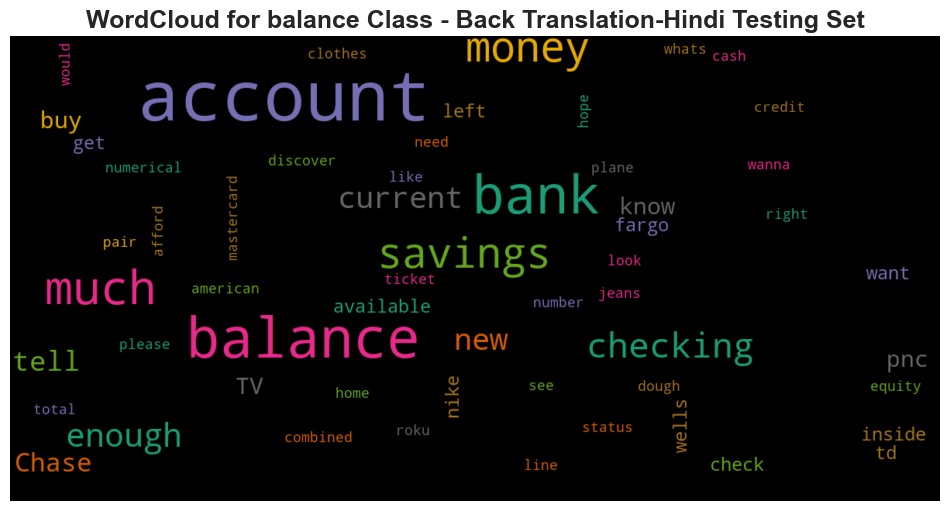 WordCloud for balance Class - Back Translation-Hindi Testing Set
would
clothes
money
whats
cash
account
left
hope
credit
buy
get
need
numerical
discover
like
plane
wanna
mastercard
current
bank
know
right
afford
fargo
pair
savings
look
want
much
american
ticket
jeans
available
number
balance
new
checking
please
tell
pnc
TV
home
nike
see
dough
equity
total
roku
wells
enough
combined
status
inside
Chase
line
check
td